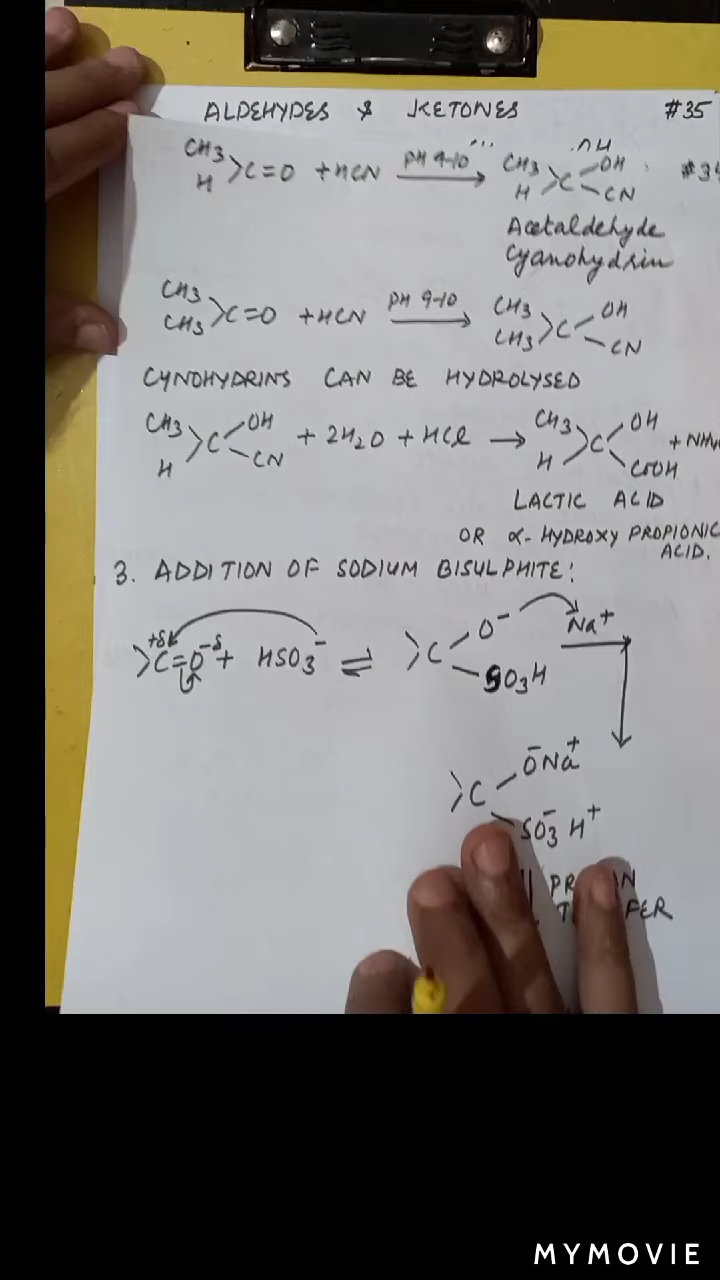 ALDEHYDES & KETONES #35
CH3 H >C=O +HCN PH 9-10 → CH3 H >C OH CN
Acetaldehyde
Cyanohydrin
CH3 CH3 >C=O +HCN PH 9-10 → CH3 CH3 >C OH CN
CYNOHYDRINS CAN BE HYDROLYSED
CH3 H >C OH CN + 2H2O + HCl → CH3 H >C OH COOH
LACTIC ACID
OR α-HYDROXY PROPIONIC
ACID.
3. ADDITION OF SODIUM BISULPHITE:
>C+δ=O-δ + HSO3- ⇌ >C O- SO3H Na+
>C O-Na+ SO3-H+
MYMOVIE